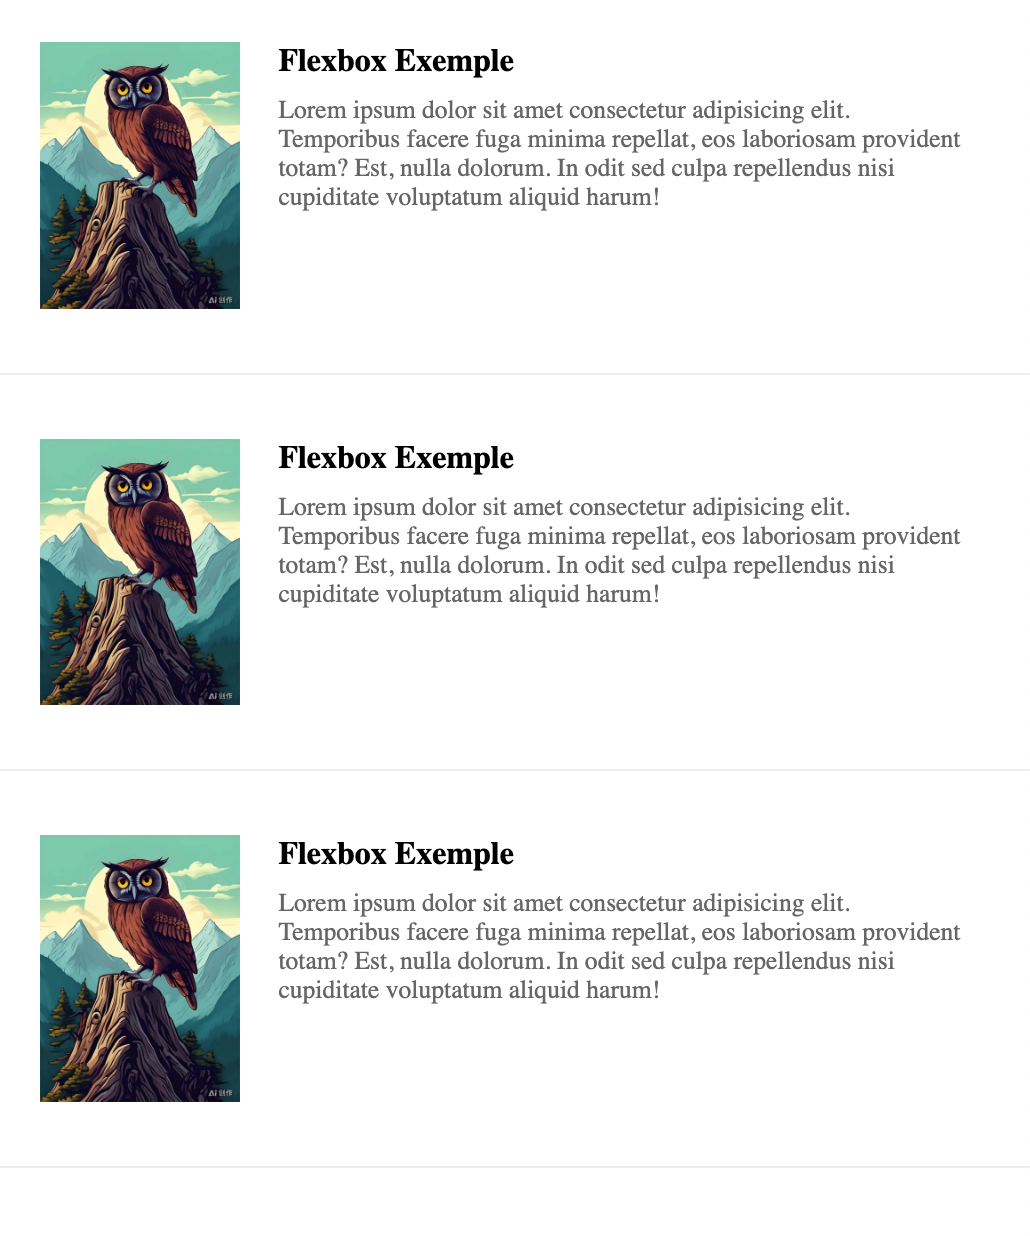 Flexbox Exemple
Lorem ipsum dolor sit amet consectetur adipisicing elit.
Temporibus facere fuga minima repellat, eos laboriosam provident
totam? Est, nulla dolorum. In odit sed culpa repellendus nisi
cupiditate voluptatum aliquid harum!
Ai 创作
Flexbox Exemple
Lorem ipsum dolor sit amet consectetur adipisicing elit.
Temporibus facere fuga minima repellat, eos laboriosam provident
totam? Est, nulla dolorum. In odit sed culpa repellendus nisi
cupiditate voluptatum aliquid harum!
Ai 创作
Flexbox Exemple
Lorem ipsum dolor sit amet consectetur adipisicing elit.
Temporibus facere fuga minima repellat, eos laboriosam provident
totam? Est, nulla dolorum. In odit sed culpa repellendus nisi
cupiditate voluptatum aliquid harum!
Ai 创作